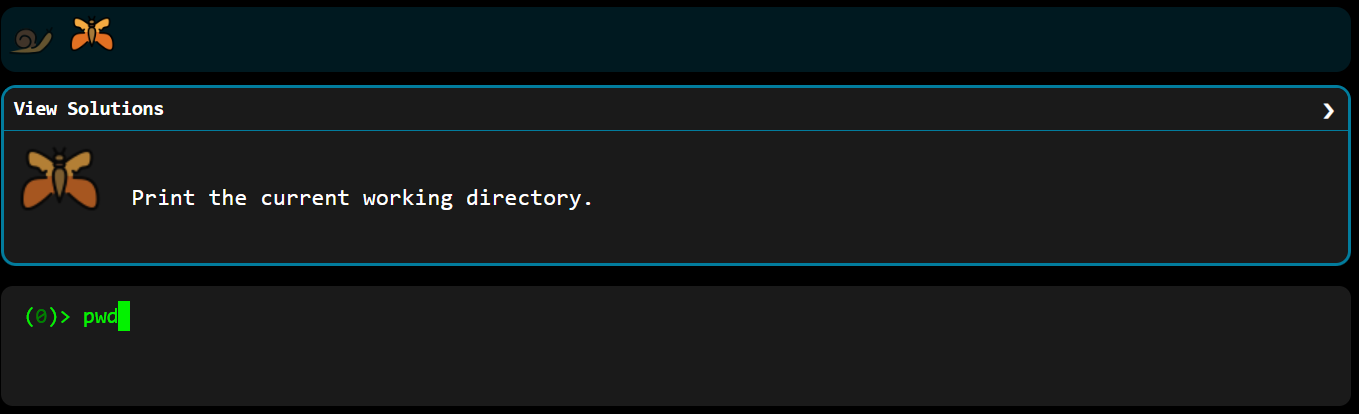 View Solutions
Print the current working directory.
(0)> pwd